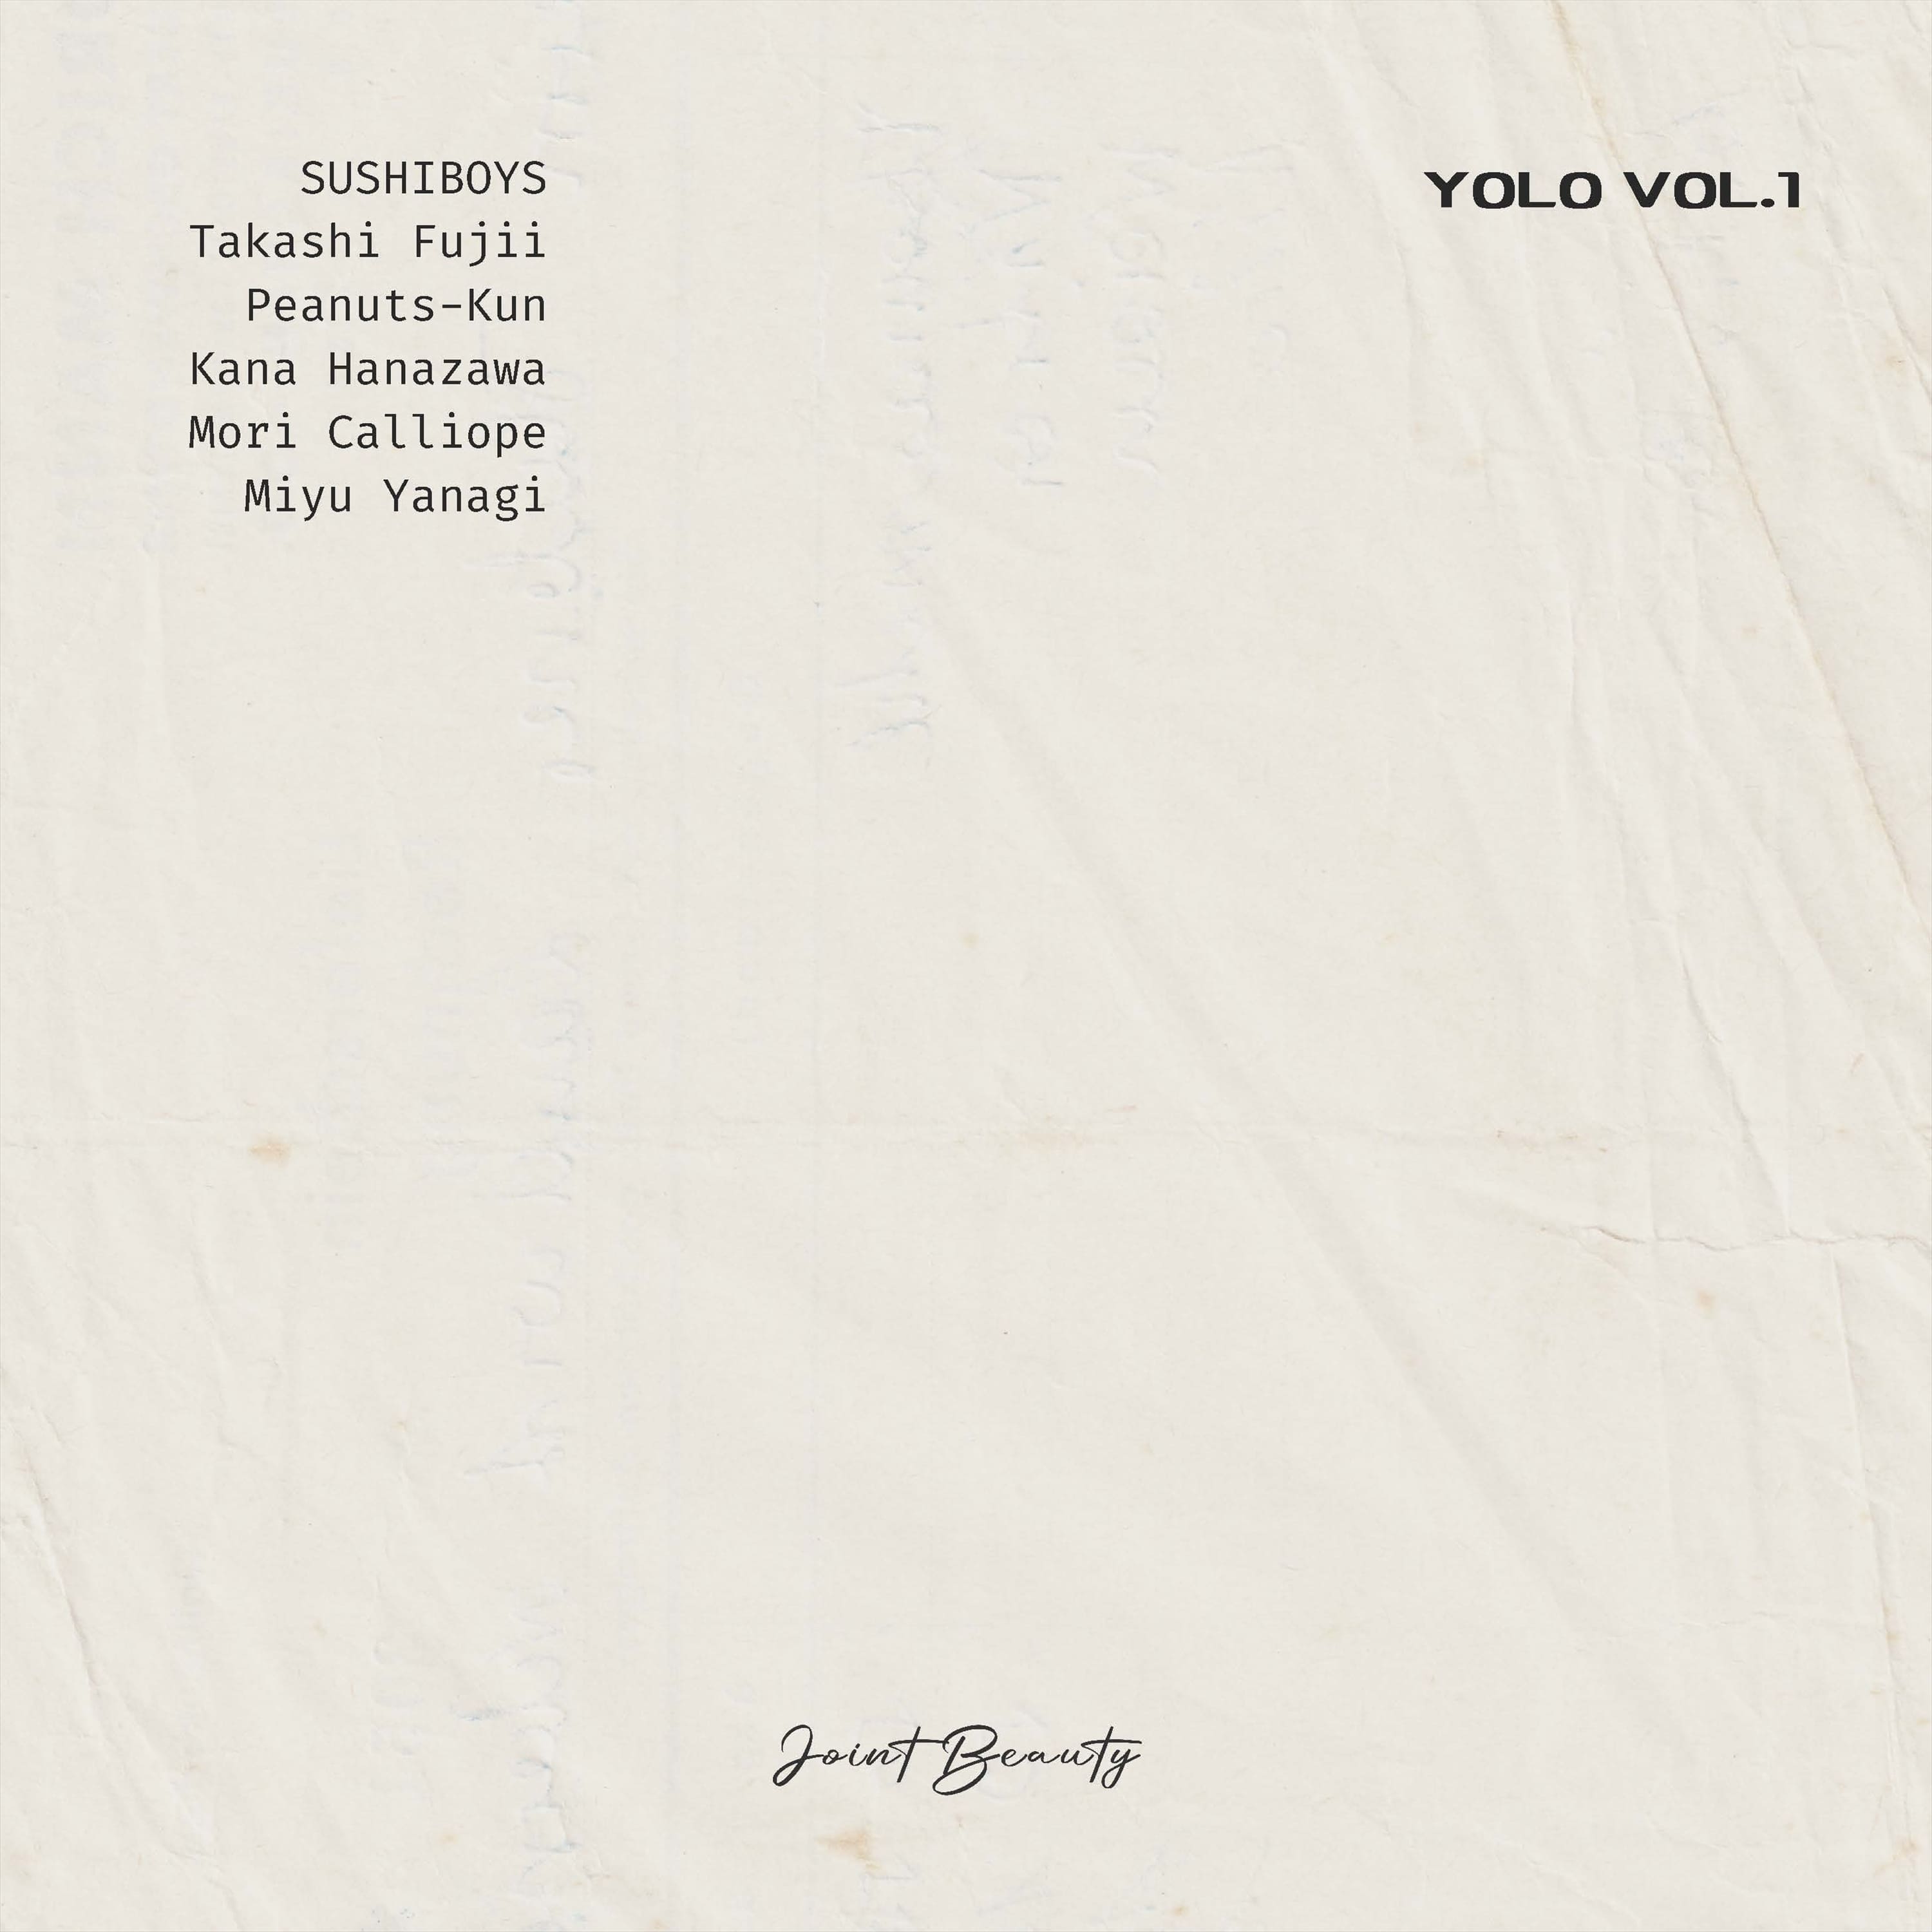 SUSHIBOYS
Takashi Fujii
Peanuts-Kun
Kana Hanazawa
Mori Calliope
Miyu Yanagi
YOLO VOL.1
Joint Beauty